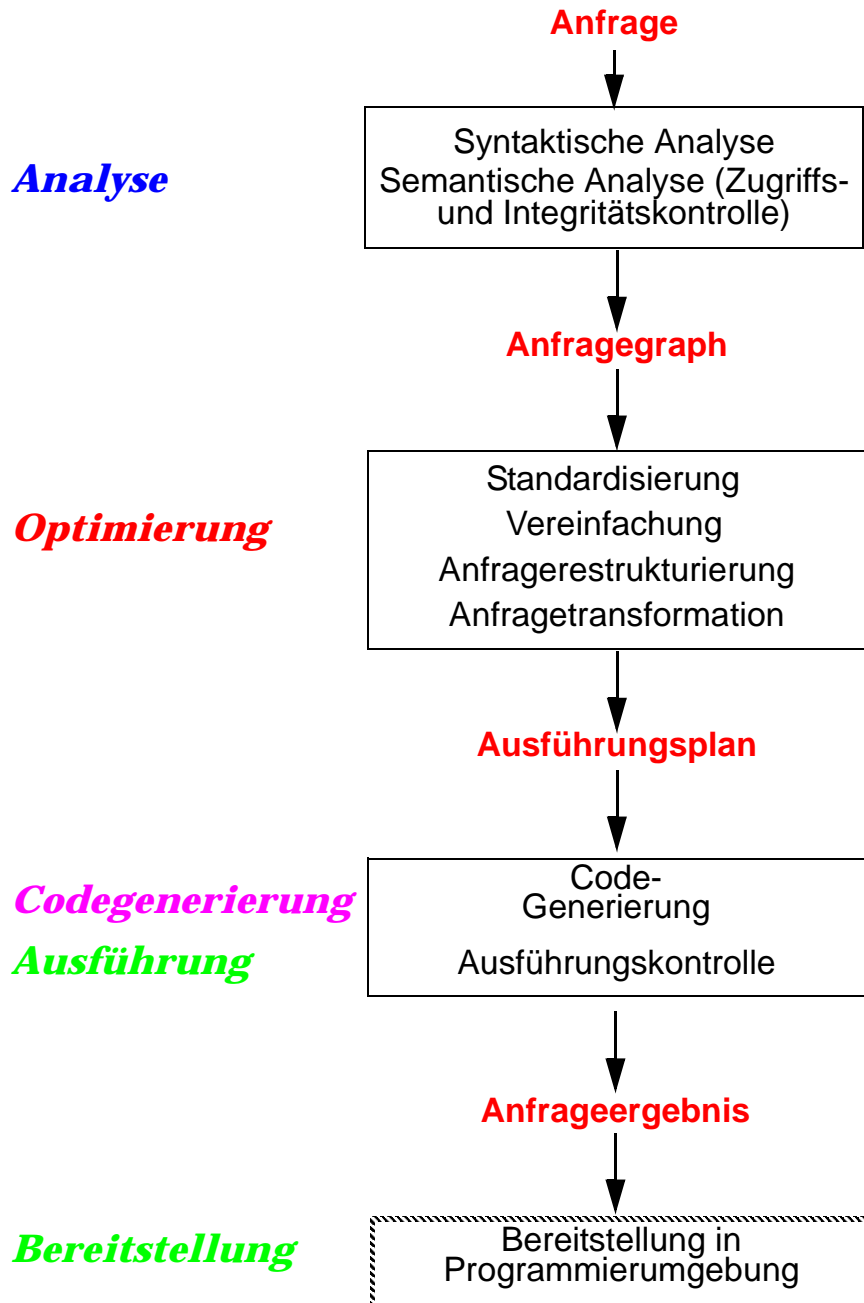 Anfrage
Analyse
Syntaktische Analyse
Semantische Analyse (Zugriffs-
und Integritätskontrolle)
Anfragegraph
Optimierung
Standardisierung
Vereinfachung
Anfragerestrukturierung
Anfragetransformation
Ausführungsplan
Codegenerierung
Ausführung
Code-
Generierung
Ausführungskontrolle
Anfrageergebnis
Bereitstellung
Bereitstellung in
Programmierumgebung